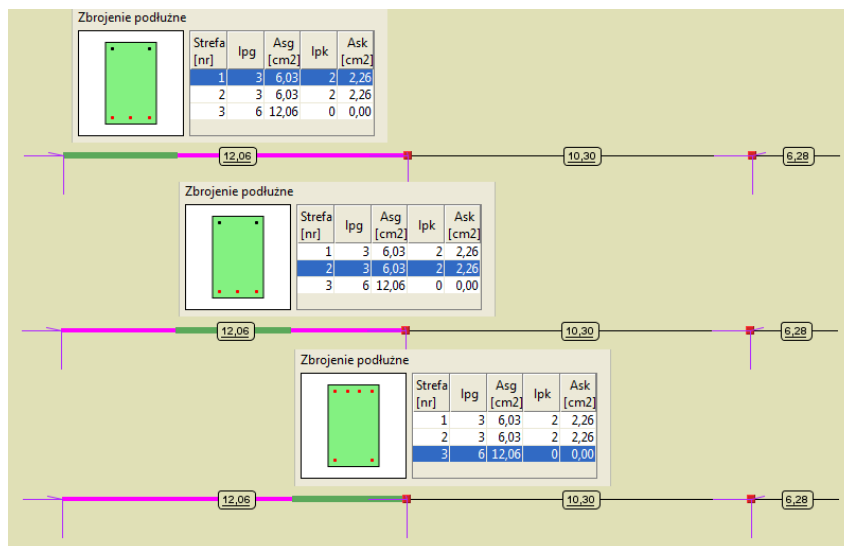 Zbrojenie podłużne
Strefa [nr] lpg Asg [cm2] lpk Ask [cm2]
1 3 6,03 2 2,26
2 3 6,03 2 2,26
3 6 12,06 0 0,00
12,06 10,30 6,28
Zbrojenie podłużne
Strefa [nr] lpg Asg [cm2] lpk Ask [cm2]
1 3 6,03 2 2,26
2 3 6,03 2 2,26
3 6 12,06 0 0,00
12,06 10,30 6,28
Zbrojenie podłużne
Strefa [nr] lpg Asg [cm2] lpk Ask [cm2]
1 3 6,03 2 2,26
2 3 6,03 2 2,26
3 6 12,06 0 0,00
12,06 10,30 6,28